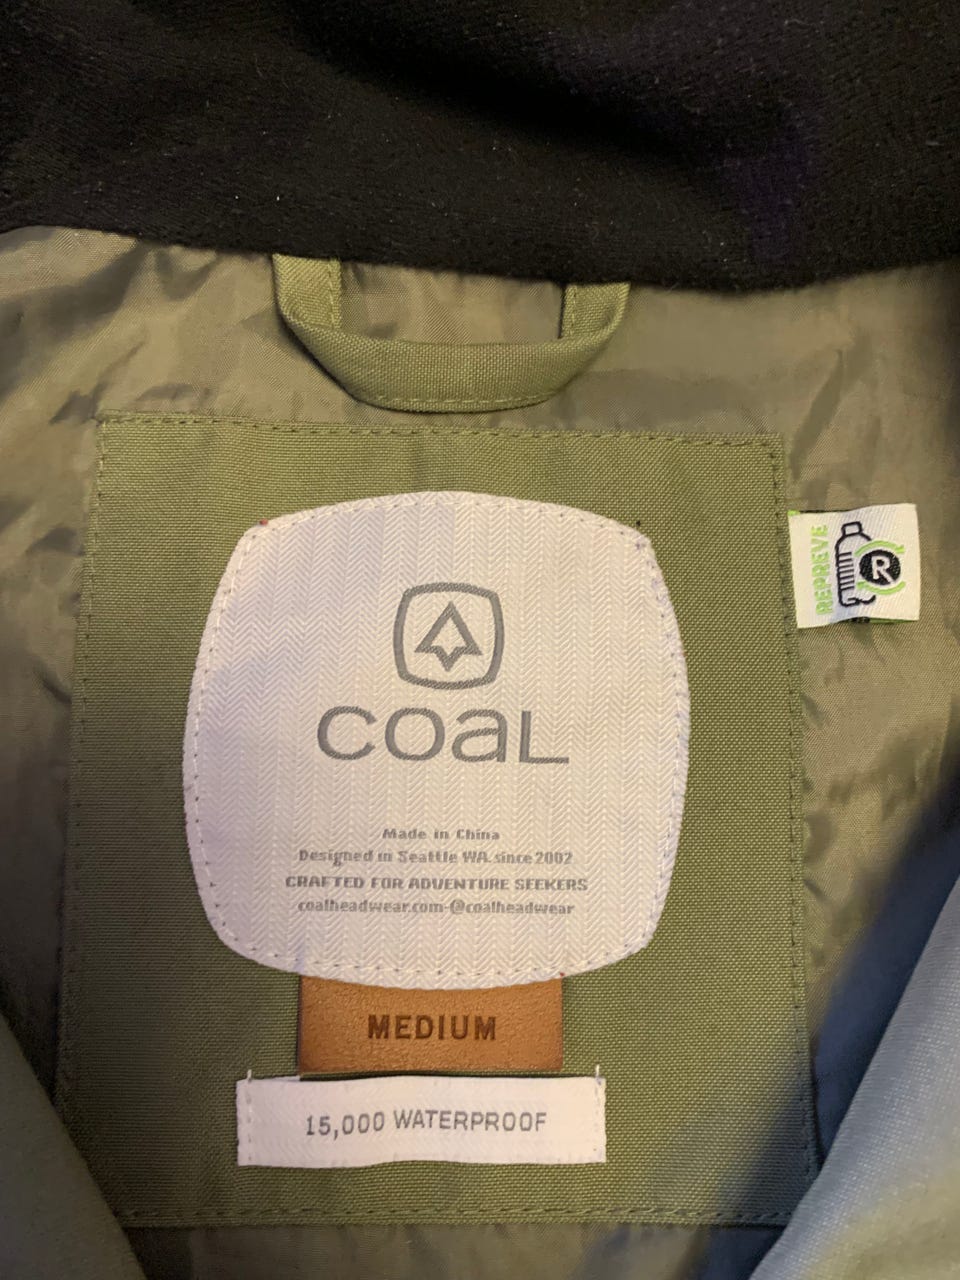 REPREVE
R
COAL
Made in China
Designed in Seattle WA. since 2002
CRAFTED FOR ADVENTURE SEEKERS
coalheadwear.com-@coalheadwear
MEDIUM
15,000 WATERPROOF